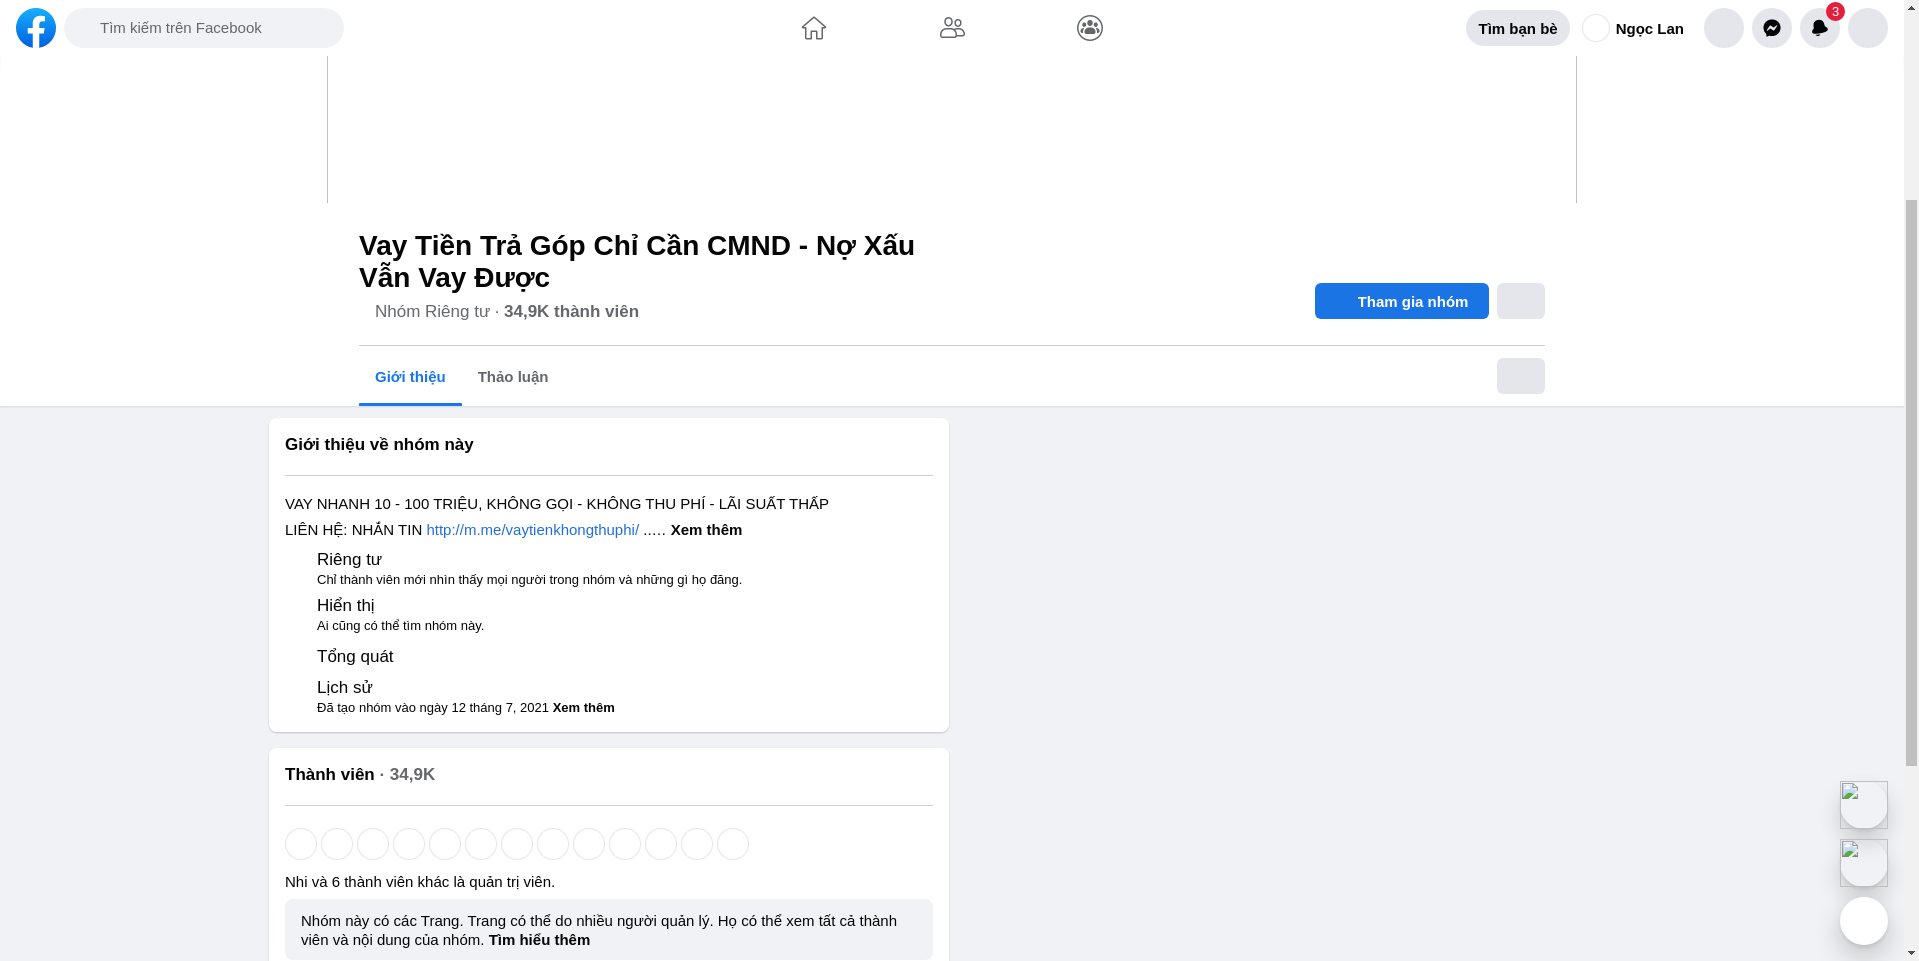 Tìm kiếm trên Facebook
Tìm bạn bè
Ngọc Lan
3
Vay Tiền Trả Góp Chỉ Cần CMND - Nợ Xấu
Vẫn Vay Được
Nhóm Riêng tư · 34,9K thành viên
Tham gia nhóm
Giới thiệu
Thảo luận
Giới thiệu về nhóm này
VAY NHANH 10 - 100 TRIỆU, KHÔNG GỌI - KHÔNG THU PHÍ - LÃI SUẤT THẤP
LIÊN HỆ: NHẮN TIN http://m.me/vaytienkhongthuphi/ ..... Xem thêm
Riêng tư
Chỉ thành viên mới nhìn thấy mọi người trong nhóm và những gì họ đăng.
Hiển thị
Ai cũng có thể tìm nhóm này.
Tổng quát
Lịch sử
Đã tạo nhóm vào ngày 12 tháng 7, 2021 Xem thêm
Thành viên · 34,9K
Nhi và 6 thành viên khác là quản trị viên.
Nhóm này có các Trang. Trang có thể do nhiều người quản lý. Họ có thể xem tất cả thành
viên và nội dung của nhóm. Tìm hiểu thêm